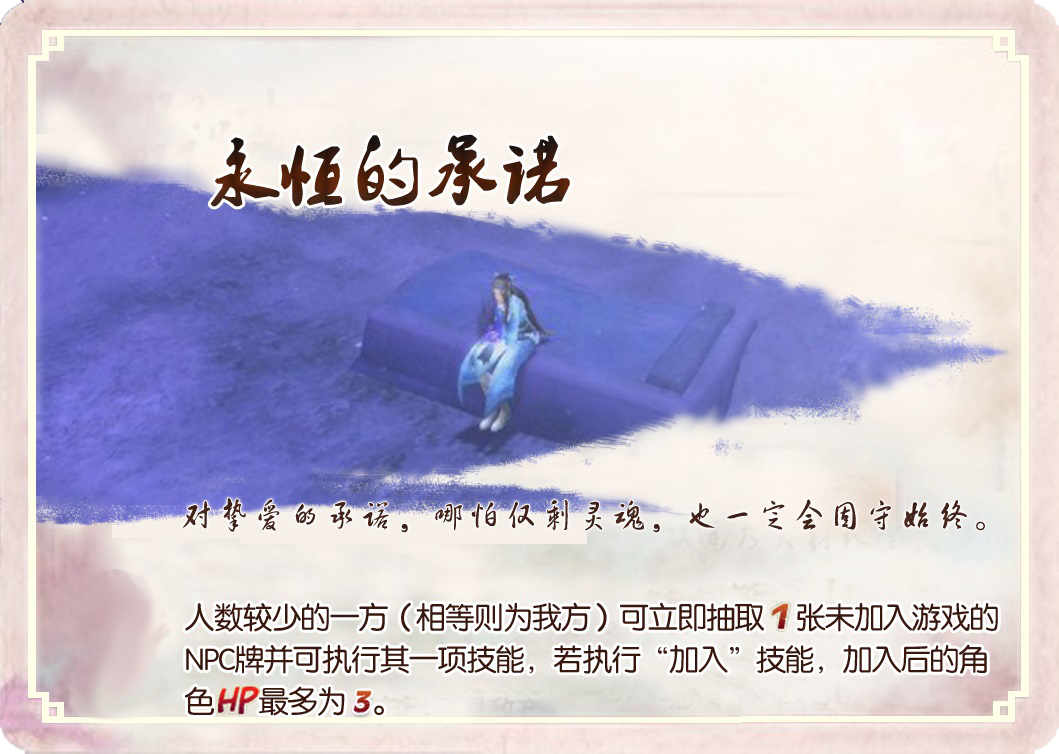 永恒的承诺
对挚爱的承诺，哪怕仅剩灵魂，也一定会固守始终。
人数较少的一方（相等则为我方）可立即抽取1张未加入游戏的
NPC牌并可执行其一项技能，若执行“加入”技能，加入后的角
色HP最多为3。